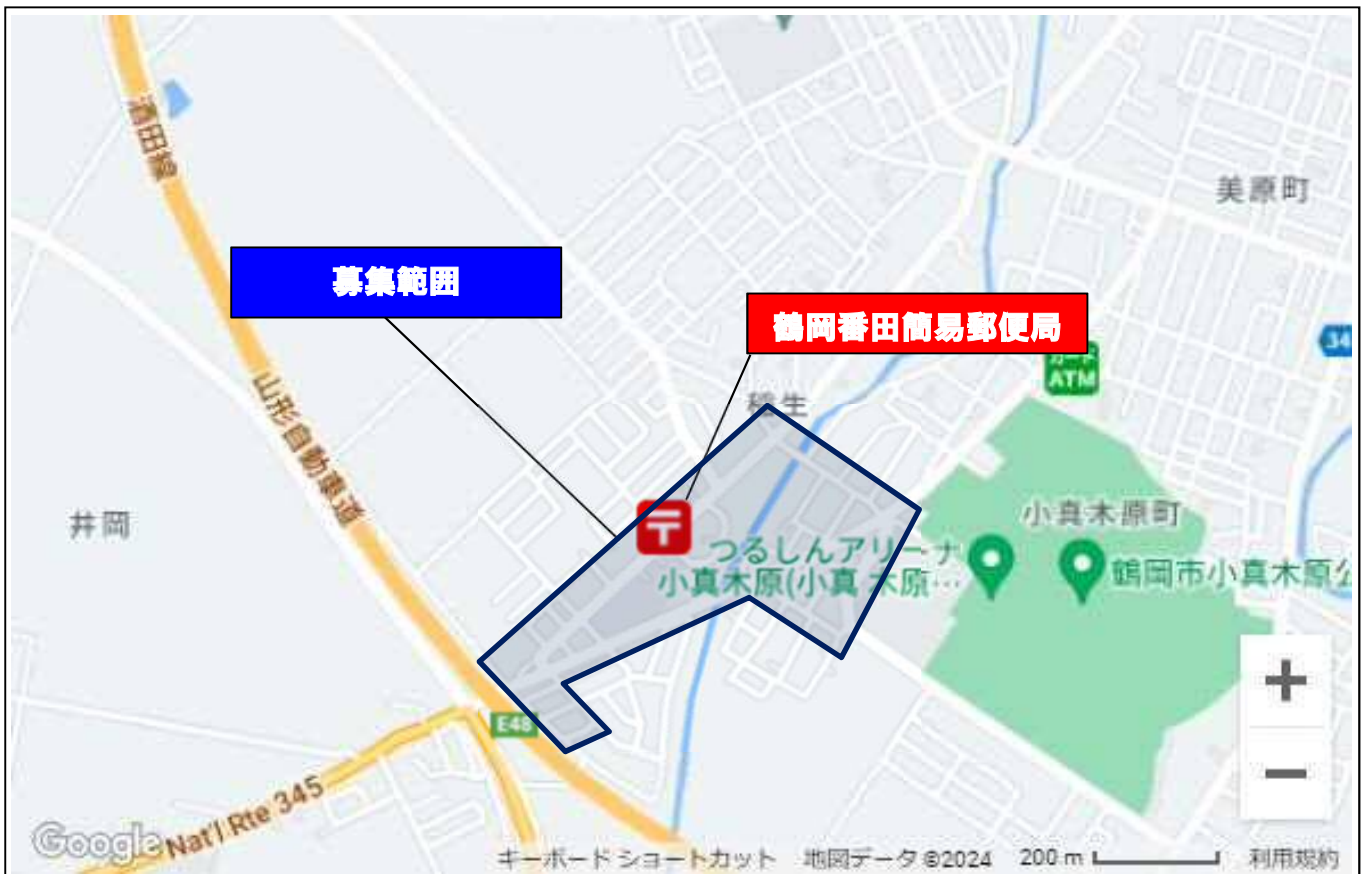 酒田線
美原町
募集範囲
鶴岡番田簡易郵便局
34
カード
ATM
稲生
山形自動車道
井岡
小真木原町
〒
つるしんアリーナ
小真木原(小真 木原…
鶴岡市小真木原公
+
E48
−
Nat'l Rte 345
Google
キーボード ショートカット 地図データ ©2024 200 m 利用規約